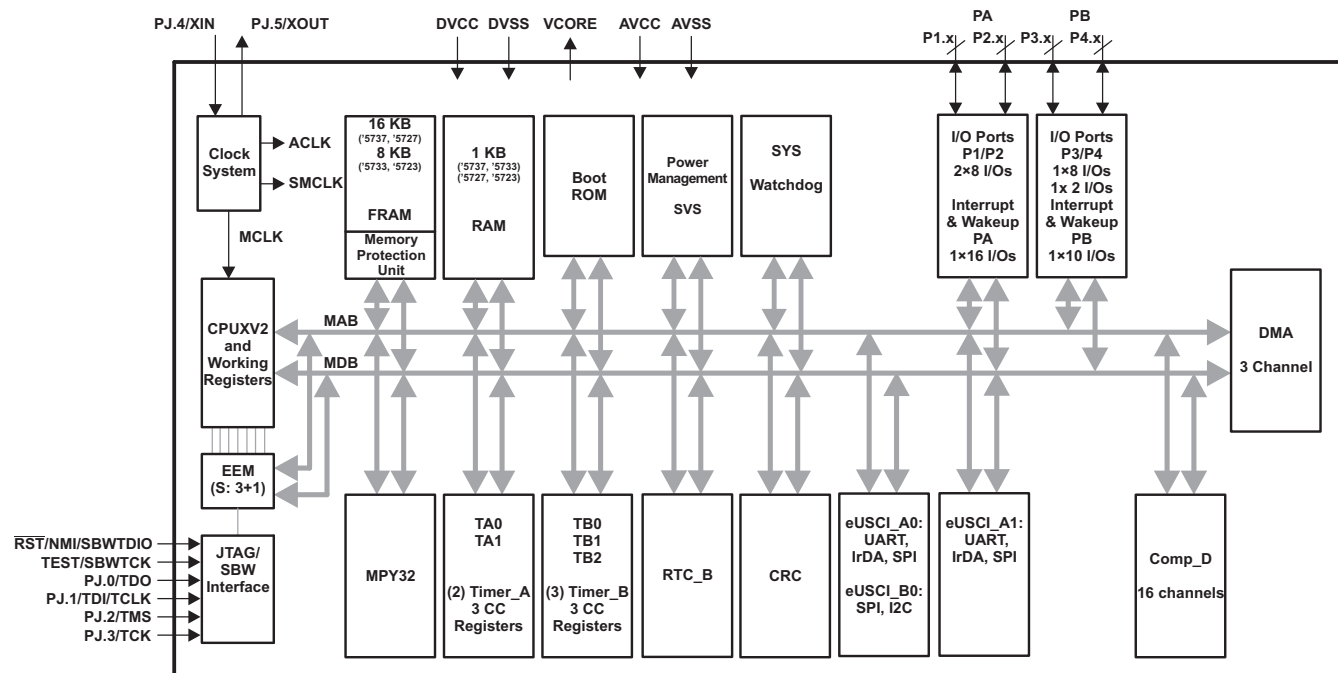 PJ.4/XIN
PJ.5/XOUT
DVCC
DVSS
VCORE
AVCC
AVSS
PA
P1.x
P2.x
PB
P3.x
P4.x
Clock
System
ACLK
SMCLK
MCLK
16 KB
('5737, '5727)
8 KB
('5733, '5723)
FRAM
Memory
Protection
Unit
1 KB
('5737, '5733)
('5727, '5723)
RAM
Boot
ROM
Power
Management
SVS
SYS
Watchdog
I/O Ports
P1/P2
2×8 I/Os
Interrupt
& Wakeup
PA
1×16 I/Os
I/O Ports
P3/P4
1×8 I/Os
1x 2 I/Os
Interrupt
& Wakeup
PB
1×10 I/Os
CPUXV2
and
Working
Registers
MAB
MDB
DMA
3 Channel
EEM
(S: 3+1)
RST/NMI/SBWTDIO
TEST/SBWTCK
PJ.0/TDO
PJ.1/TDI/TCLK
PJ.2/TMS
PJ.3/TCK
JTAG/
SBW
Interface
MPY32
TA0
TA1
(2) Timer_A
3 CC
Registers
TB0
TB1
TB2
(3) Timer_B
3 CC
Registers
RTC_B
CRC
eUSCI_A0:
UART,
IrDA, SPI
eUSCI_B0:
SPI, I2C
eUSCI_A1:
UART,
IrDA, SPI
Comp_D
16 channels